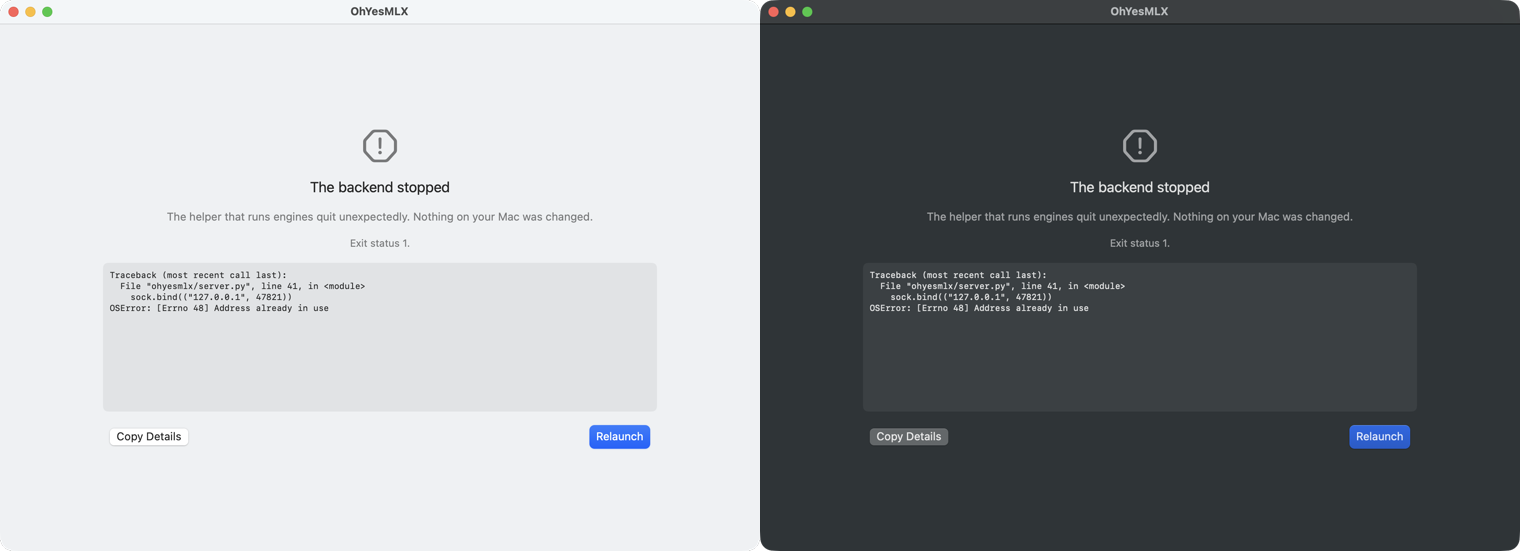 OhYesMLX
The backend stopped
The helper that runs engines quit unexpectedly. Nothing on your Mac was changed.
Exit status 1.
Traceback (most recent call last):
  File "ohyesmlx/server.py", line 41, in <module>
    sock.bind(("127.0.0.1", 47821))
OSError: [Errno 48] Address already in use
Copy Details
Relaunch
OhYesMLX
The backend stopped
The helper that runs engines quit unexpectedly. Nothing on your Mac was changed.
Exit status 1.
Traceback (most recent call last):
  File "ohyesmlx/server.py", line 41, in <module>
    sock.bind(("127.0.0.1", 47821))
OSError: [Errno 48] Address already in use
Copy Details
Relaunch